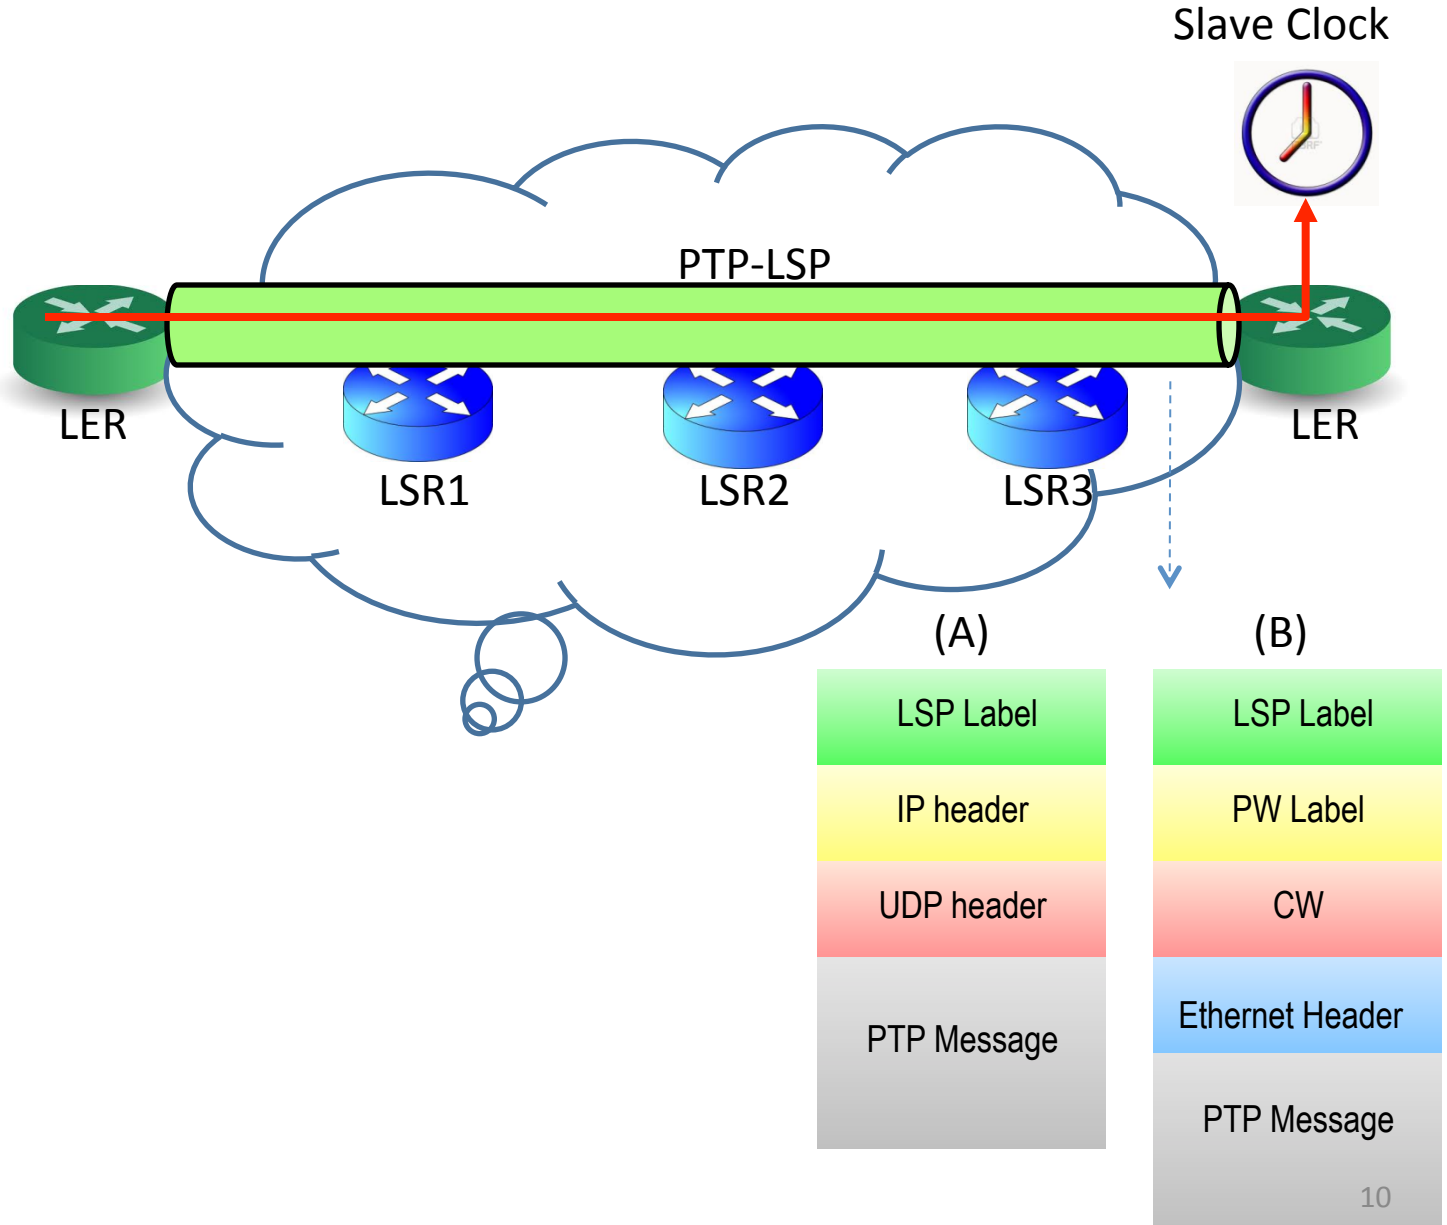 Slave Clock
PTP-LSP
LER
LER
LSR1
LSR2
LSR3
(A)
(B)
LSP Label
IP header
UDP header
PTP Message
LSP Label
PW Label
CW
Ethernet Header
PTP Message
10